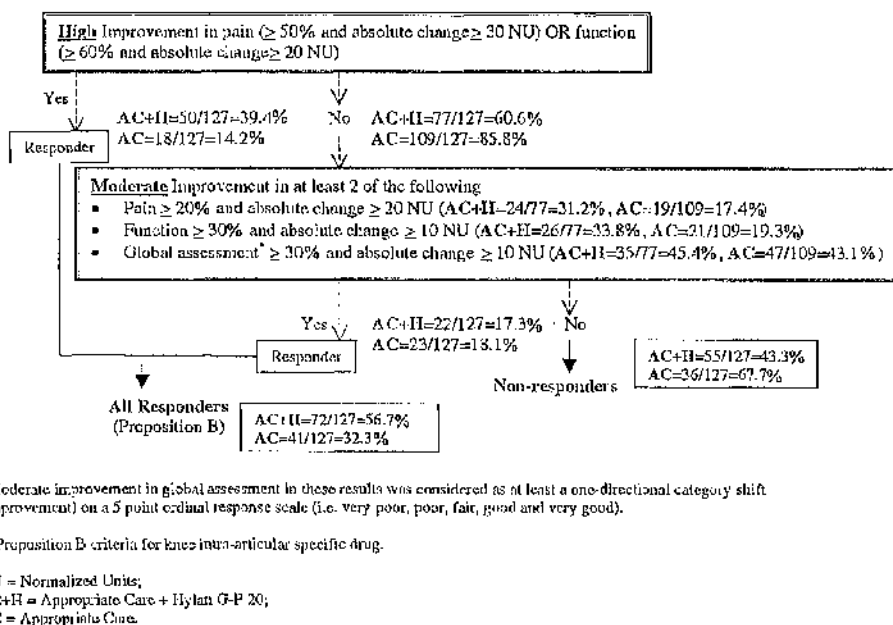 High Improvement in pain (≥ 50% and absolute change≥ 30 NU) OR function
(≥ 60% and absolute change≥ 20 NU)
Yes
AC+H=50/127=39.4%
No
AC+H=77/127=60.6%
AC=18/127=14.2%
AC=109/127=85.8%
Responder
Moderate Improvement in at least 2 of the following
• Pain ≥ 20% and absolute change ≥ 20 NU (AC+H=24/77=31.2%, AC=19/109=17.4%)
• Function ≥ 30% and absolute change ≥ 10 NU (AC+H=26/77=33.8%, AC=21/109=19.3%)
• Global assessment* ≥ 30% and absolute change ≥ 10 NU (AC+H=35/77=45.4%, AC=47/109=43.1%)
Yes
AC+H=22/127=17.3%
No
AC=23/127=18.1%
Responder
AC+H=55/127=43.3%
AC=86/127=67.7%
Non-responders
All Responders
(Proposition B)
AC+H=72/127=56.7%
AC=41/127=32.3%
oderate improvement in global assessment in these results was considered as at least a one-directional category shift
provement) on a 5 point ordinal response scale (i.e. very poor, poor, fair, good and very good).
Proposition B criteria for knee intra-articular specific drug.
= Normalized Units;
+H = Appropriate Care + Hylan G-F 20;
= Appropriate Care.